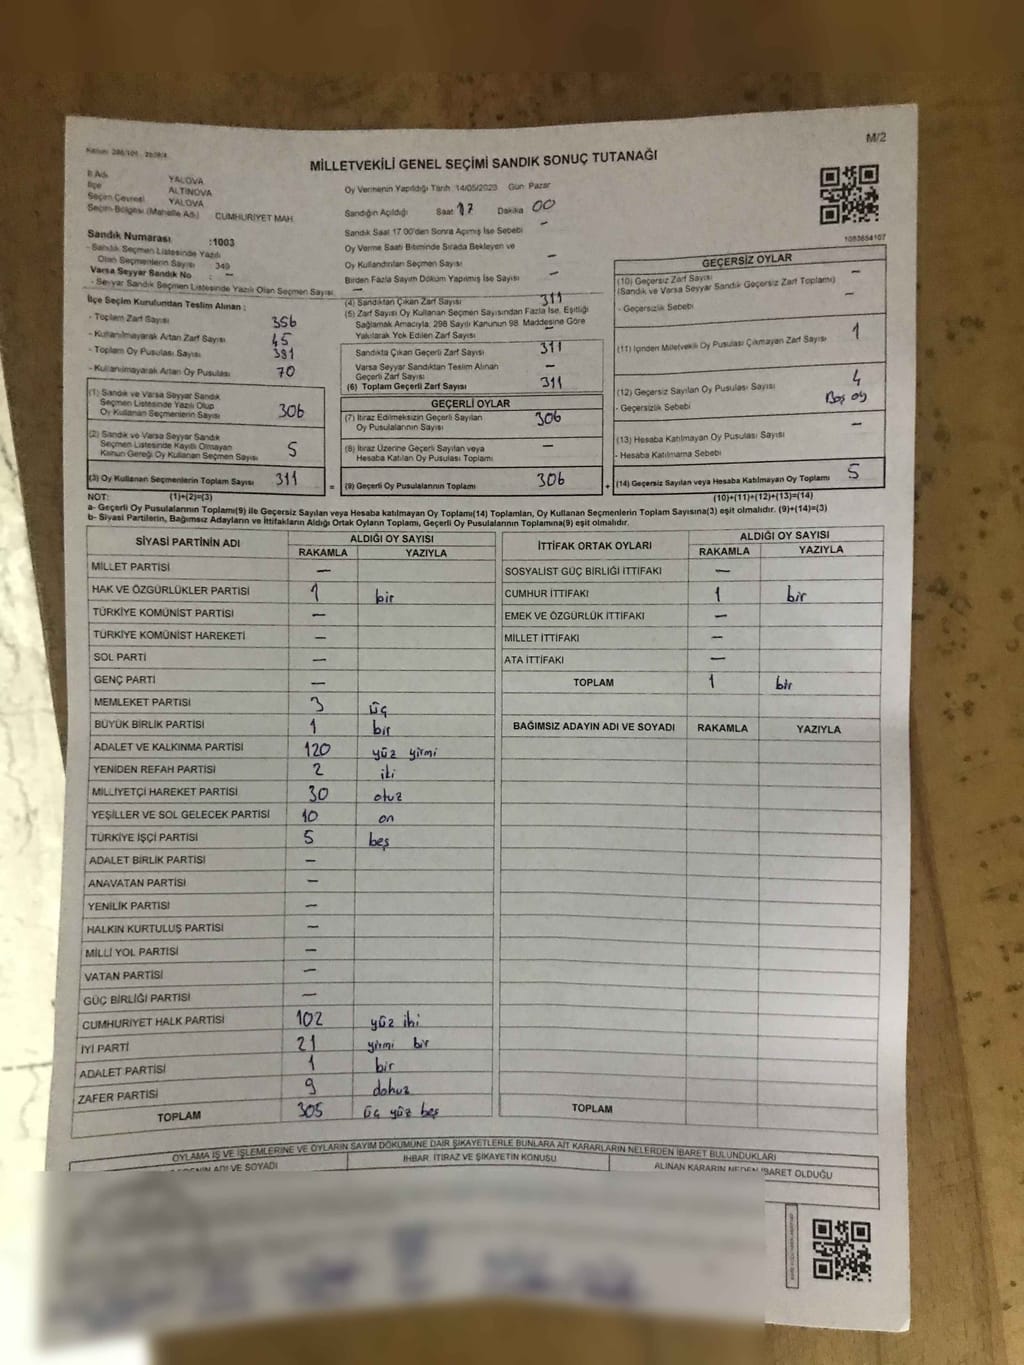 M/2
MİLLETVEKİLİ GENEL SEÇİMİ SANDIK SONUÇ TUTANAĞI
İl Adı YALOVA
İlçe ALTINOVA
Seçim Çevresi YALOVA
Seçim Bölgesi (Mahalle Adı) CUMHURİYET MAH.
Sandık Numarası :1003
- Sandık Seçmen Listesinde Yazılı
Olan Seçmenlerin Sayısı 349
Varsa Seyyar Sandık No : –
- Seyyar Sandık Seçmen Listesinde Yazılı Olan Seçmen Sayısı –
Oy Vermenin Yapıldığı Tarih 14/05/2023 Gün Pazar
Sandığın Açıldığı Saat 17 Dakika 00
Sandık Saat 17.00'den Sonra Açılmış İse Sebebi –
Oy Verme Saati Bitiminde Sırada Bekleyen ve
Oy Kullandırılan Seçmen Sayısı –
Birden Fazla Sayım Döküm Yapılmış İse Sayısı –
1083654107
İlçe Seçim Kurulundan Teslim Alınan :
- Toplam Zarf Sayısı 356
- Kullanılmayarak Artan Zarf Sayısı 45
- Toplam Oy Pusulası Sayısı 381
- Kullanılmayarak Artan Oy Pusulası 70
(1) Sandık ve Varsa Seyyar Sandık
Seçmen Listesinde Yazılı Olup
Oy Kullanan Seçmenlerin Sayısı 306
(2) Sandık ve Varsa Seyyar Sandık
Seçmen Listesinde Kayıtlı Olmayan
Kanun Gereği Oy Kullanan Seçmen Sayısı 5
(3) Oy Kullanan Seçmenlerin Toplam Sayısı 311
(4) Sandıktan Çıkan Zarf Sayısı 311
(5) Zarf Sayısı Oy Kullanan Seçmen Sayısından Fazla İse, Eşitliği
Sağlamak Amacıyla; 298 Sayılı Kanunun 98. Maddesine Göre
Yakılarak Yok Edilen Zarf Sayısı
Sandıkta Çıkan Geçerli Zarf Sayısı 311
Varsa Seyyar Sandıktan Teslim Alınan
Geçerli Zarf Sayısı –
(6) Toplam Geçerli Zarf Sayısı 311
GEÇERLİ OYLAR
(7) İtiraz Edilmeksizin Geçerli Sayılan
Oy Pusulalarının Sayısı 306
(8) İtiraz Üzerine Geçerli Sayılan veya
Hesaba Katılan Oy Pusulası Toplamı –
= (9) Geçerli Oy Pusulalarının Toplamı 306
GEÇERSİZ OYLAR
(10) Geçersiz Zarf Sayısı –
(Sandık ve Varsa Seyyar Sandık Geçersiz Zarf Toplamı)
- Geçersizlik Sebebi –
(11) İçinden Milletvekili Oy Pusulası Çıkmayan Zarf Sayısı 1
(12) Geçersiz Sayılan Oy Pusulası Sayısı 4
- Geçersizlik Sebebi Boş oy
(13) Hesaba Katılmayan Oy Pusulası Sayısı –
- Hesaba Katılmama Sebebi
+ (14) Geçersiz Sayılan veya Hesaba Katılmayan Oy Toplamı 5
NOT: (1)+(2)=(3) (10)+(11)+(12)+(13)=(14)
a- Geçerli Oy Pusulalarının Toplamı(9) ile Geçersiz Sayılan veya Hesaba Katılmayan Oy Toplamı(14) Toplamları, Oy Kullanan Seçmenlerin Toplam Sayısına(3) eşit olmalıdır. (9)+(14)=(3)
b- Siyasi Partilerin, Bağımsız Adayların ve İttifakların Aldığı Ortak Oyların Toplamı, Geçerli Oy Pusulalarının Toplamına(9) eşit olmalıdır.
SİYASİ PARTİNİN ADI ALDIĞI OY SAYISI
RAKAMLA YAZIYLA
MİLLET PARTİSİ –
HAK VE ÖZGÜRLÜKLER PARTİSİ 1 bir
TÜRKİYE KOMÜNİST PARTİSİ –
TÜRKİYE KOMÜNİST HAREKETİ –
SOL PARTİ –
GENÇ PARTİ –
MEMLEKET PARTİSİ 3 üç
BÜYÜK BİRLİK PARTİSİ 1 bir
ADALET VE KALKINMA PARTİSİ 120 yüz yirmi
YENİDEN REFAH PARTİSİ 2 iki
MİLLİYETÇİ HAREKET PARTİSİ 30 otuz
YEŞİLLER VE SOL GELECEK PARTİSİ 10 on
TÜRKİYE İŞÇİ PARTİSİ 5 beş
ADALET BİRLİK PARTİSİ –
ANAVATAN PARTİSİ –
YENİLİK PARTİSİ –
HALKIN KURTULUŞ PARTİSİ –
MİLLİ YOL PARTİSİ –
VATAN PARTİSİ –
GÜÇ BİRLİĞİ PARTİSİ –
CUMHURİYET HALK PARTİSİ 102 yüz iki
İYİ PARTİ 21 yirmi bir
ADALET PARTİSİ 1 bir
ZAFER PARTİSİ 9 dokuz
TOPLAM 305 üç yüz beş
İTTİFAK ORTAK OYLARI ALDIĞI OY SAYISI
RAKAMLA YAZIYLA
SOSYALİST GÜÇ BİRLİĞİ İTTİFAKI –
CUMHUR İTTİFAKI 1 bir
EMEK VE ÖZGÜRLÜK İTTİFAKI –
MİLLET İTTİFAKI –
ATA İTTİFAKI –
TOPLAM 1 bir
BAĞIMSIZ ADAYIN ADI VE SOYADI RAKAMLA YAZIYLA
TOPLAM
OYLAMA İŞ VE İŞLEMLERİNE VE OYLARIN SAYIM DÖKÜMÜNE DAİR ŞİKAYETLERLE BUNLARA AİT KARARLARIN NELERDEN İBARET BULUNDUKLARI
ADI VE SOYADI İHBAR, İTİRAZ VE ŞİKAYETİN KONUSU ALINAN KARARIN NEDEN İBARET OLDUĞU